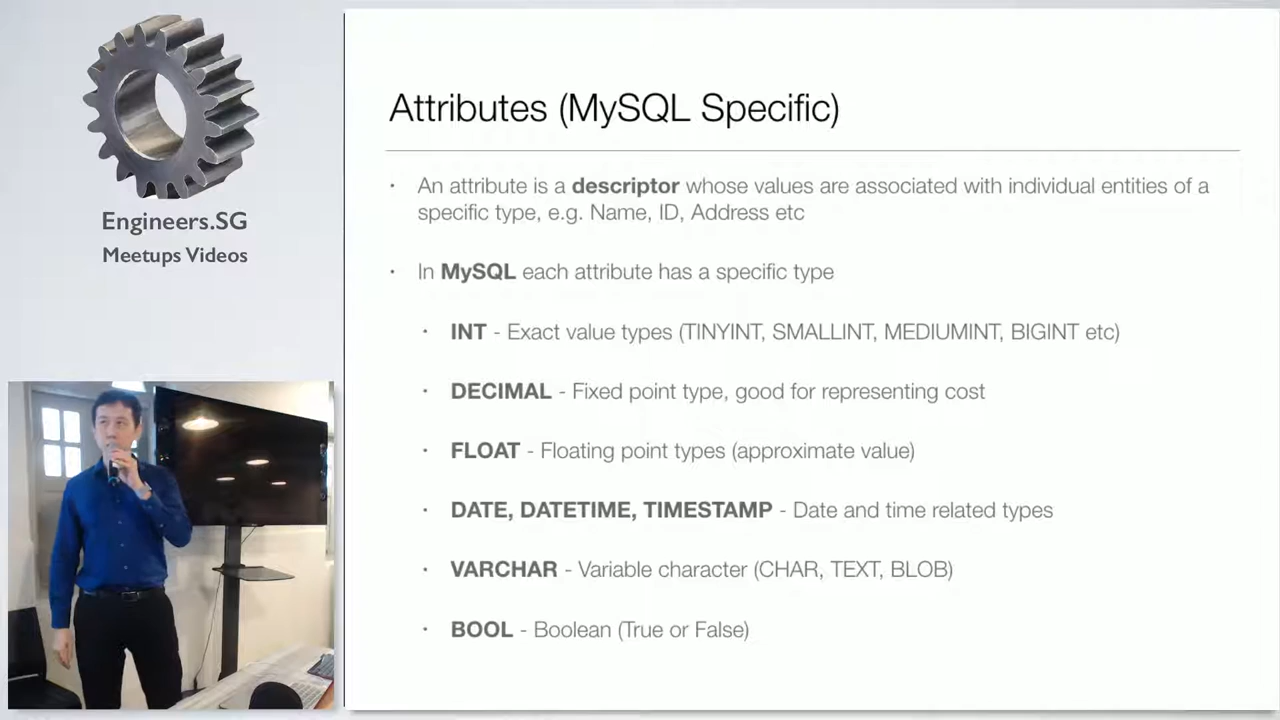 Engineers.SG
Meetups Videos
Attributes (MySQL Specific)
· An attribute is a descriptor whose values are associated with individual entities of a
specific type, e.g. Name, ID, Address etc
· In MySQL each attribute has a specific type
· INT - Exact value types (TINYINT, SMALLINT, MEDIUMINT, BIGINT etc)
· DECIMAL - Fixed point type, good for representing cost
· FLOAT - Floating point types (approximate value)
· DATE, DATETIME, TIMESTAMP - Date and time related types
· VARCHAR - Variable character (CHAR, TEXT, BLOB)
· BOOL - Boolean (True or False)